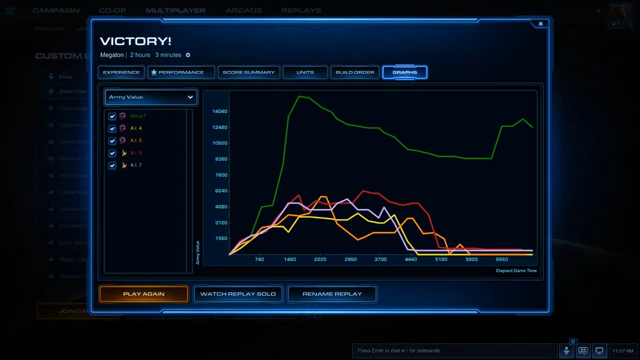 CAMPAIGN CO-OP MULTIPLAYER ARCADE REPLAYS
VICTORY!
Megaton | 2 hours 3 minutes
EXPERIENCE PERFORMANCE SCORE SUMMARY UNITS BUILD ORDER GRAPHS
Army Value
A.I. 4
A.I. 5
A.I. 6
A.I. 7
14040
12480
10920
9360
7800
6240
4680
3120
1560
Army Value
740 1480 2220 2960 3700 4440 5180 5920 6660
Elapsed Game Time
PLAY AGAIN WATCH REPLAY SOLO RENAME REPLAY
Press Enter to chat or / for commands
11:37 PM